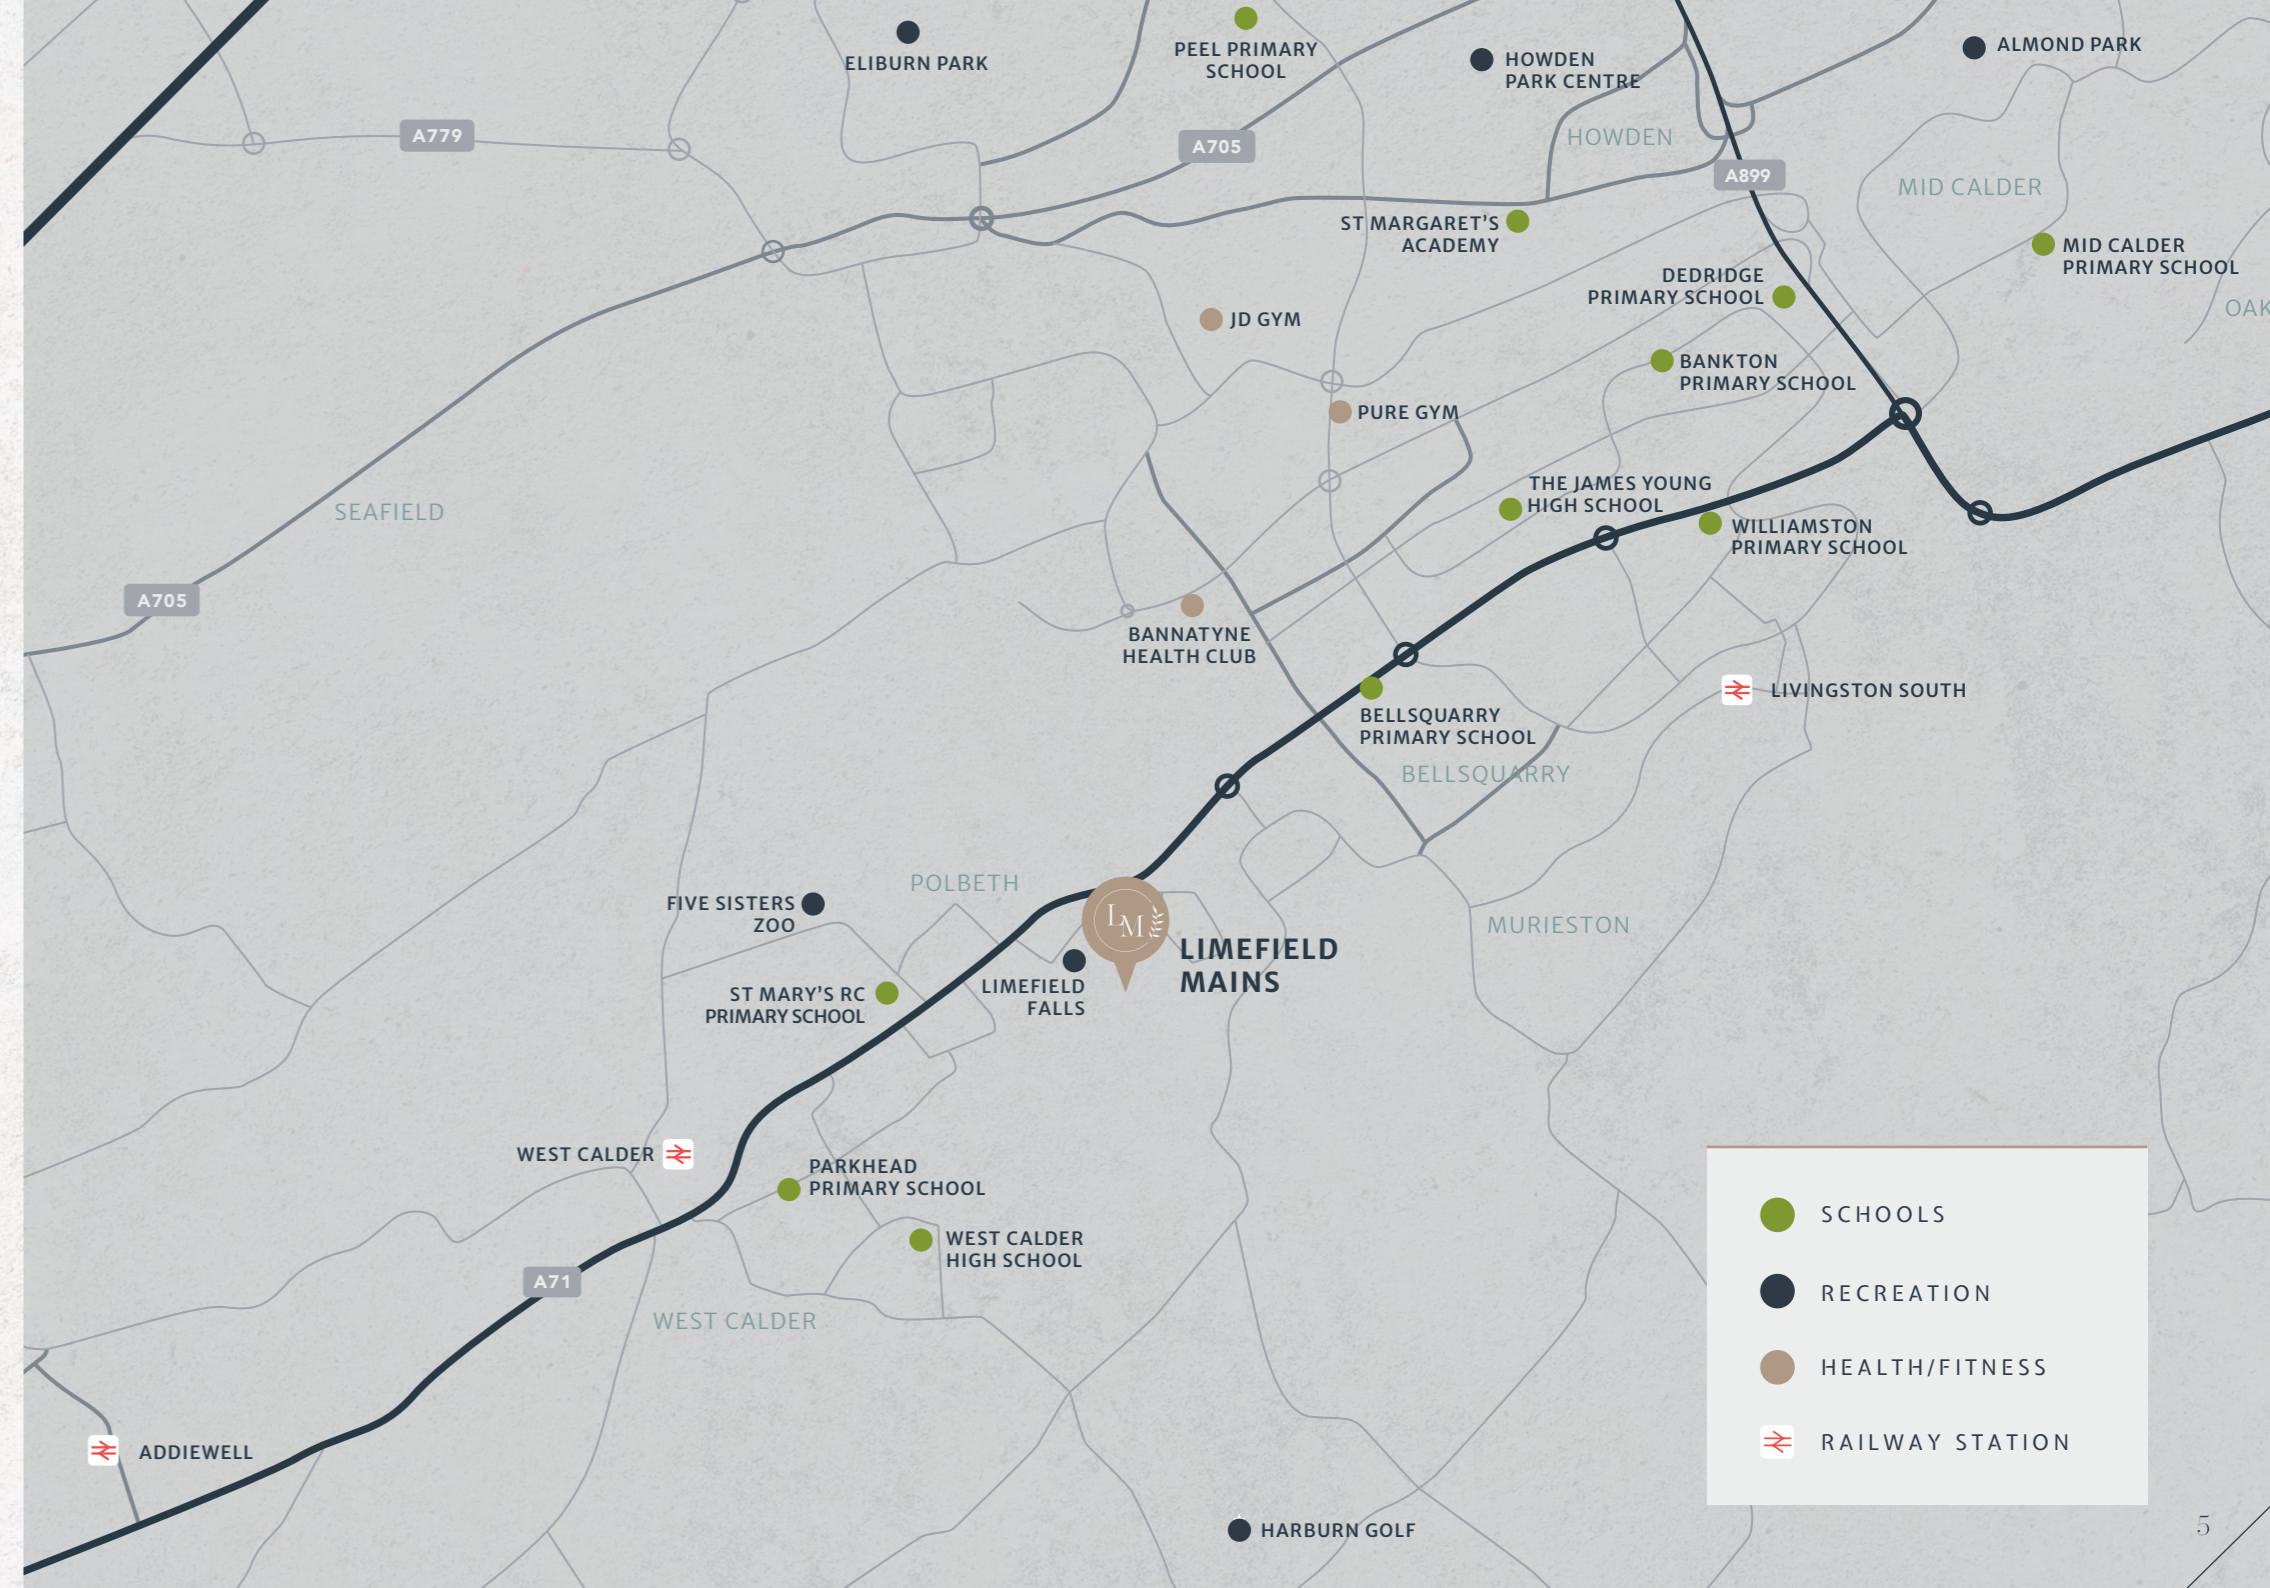 ELIBURN PARK
PEEL PRIMARY
SCHOOL
HOWDEN
PARK CENTRE
ALMOND PARK
A779
A705
HOWDEN
A899
MID CALDER
ST MARGARET'S
ACADEMY
MID CALDER
PRIMARY SCHOOL
DEDRIDGE
PRIMARY SCHOOL
OAK
JD GYM
BANKTON
PRIMARY SCHOOL
PURE GYM
SEAFIELD
THE JAMES YOUNG
HIGH SCHOOL
WILLIAMSTON
PRIMARY SCHOOL
A705
BANNATYNE
HEALTH CLUB
LIVINGSTON SOUTH
BELLSQUARRY
PRIMARY SCHOOL
BELLSQUARRY
POLBETH
FIVE SISTERS
ZOO
LM
MURIESTON
LIMEFIELD
MAINS
LIMEFIELD
FALLS
ST MARY'S RC
PRIMARY SCHOOL
WEST CALDER
PARKHEAD
PRIMARY SCHOOL
WEST CALDER
HIGH SCHOOL
A71
WEST CALDER
ADDIEWELL
HARBURN GOLF
SCHOOLS
RECREATION
HEALTH/FITNESS
RAILWAY STATION
5